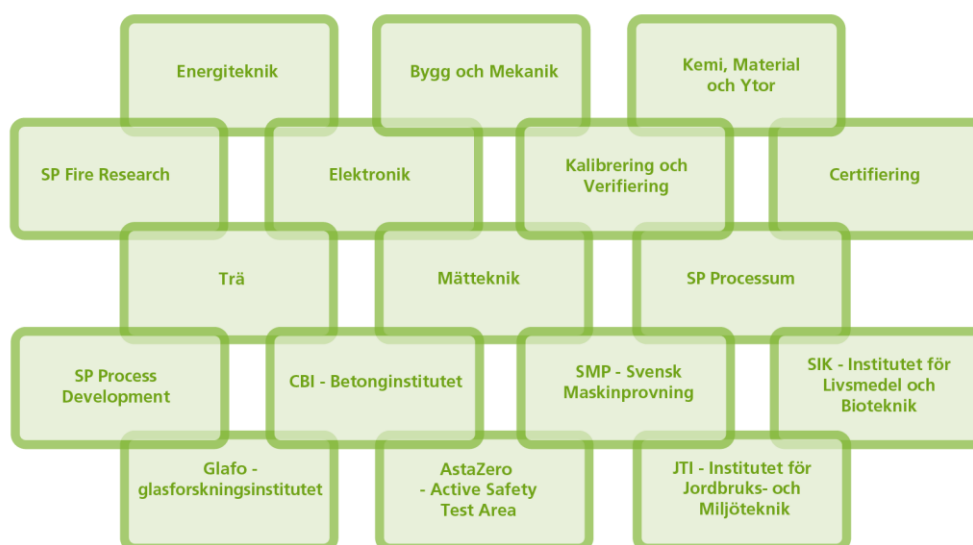 Energiteknik
Bygg och Mekanik
Kemi, Material
och Ytor
SP Fire Research
Elektronik
Kalibrering och
Verifiering
Certifiering
Trä
Mätteknik
SP Processum
SP Process
Development
CBI - Betonginstitutet
SMP - Svensk
Maskinprovning
SIK - Institutet för
Livsmedel och
Bioteknik
Glafo -
glasforskningsinstitutet
AstaZero
- Active Safety
Test Area
JTI - Institutet för
Jordbruks- och
Miljöteknik